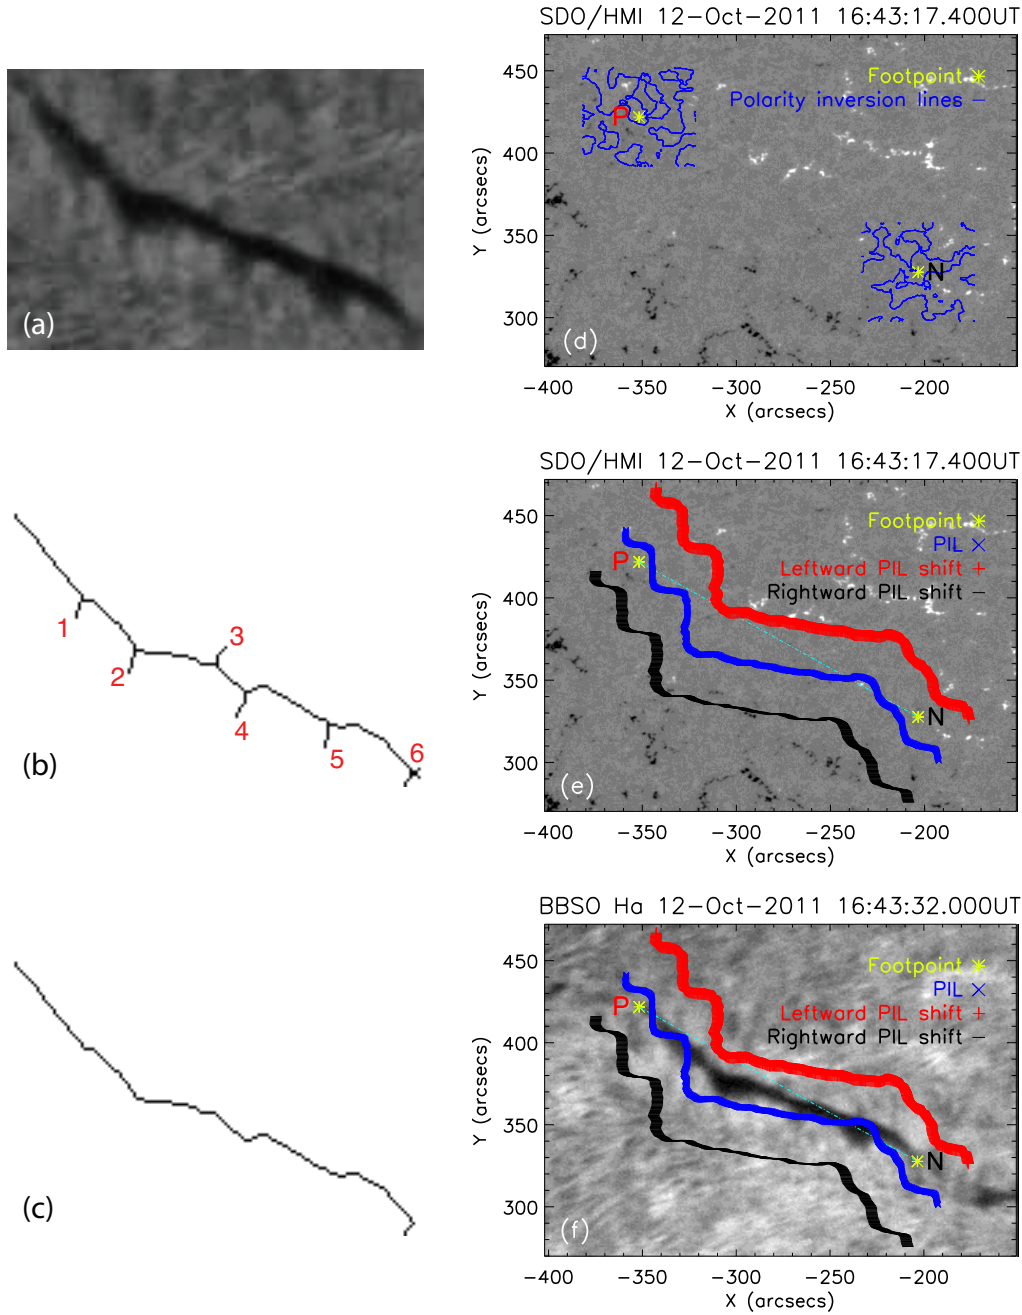 (a)
SDO/HMI 12-Oct-2011 16:43:17.400UT
450
400
350
300
Y (arcsecs)
Footpoint ✳
Polarity inversion lines −
P
N
(d)
−400 −350 −300 −250 −200
X (arcsecs)
1
2
3
4
5
6
(b)
SDO/HMI 12-Oct-2011 16:43:17.400UT
450
400
350
300
Y (arcsecs)
Footpoint ✳
PIL ×
Leftward PIL shift +
Rightward PIL shift −
P
N
(e)
−400 −350 −300 −250 −200
X (arcsecs)
(c)
BBSO Ha 12-Oct-2011 16:43:32.000UT
450
400
350
300
Y (arcsecs)
Footpoint ✳
PIL ×
Leftward PIL shift +
Rightward PIL shift −
P
N
(f)
−400 −350 −300 −250 −200
X (arcsecs)